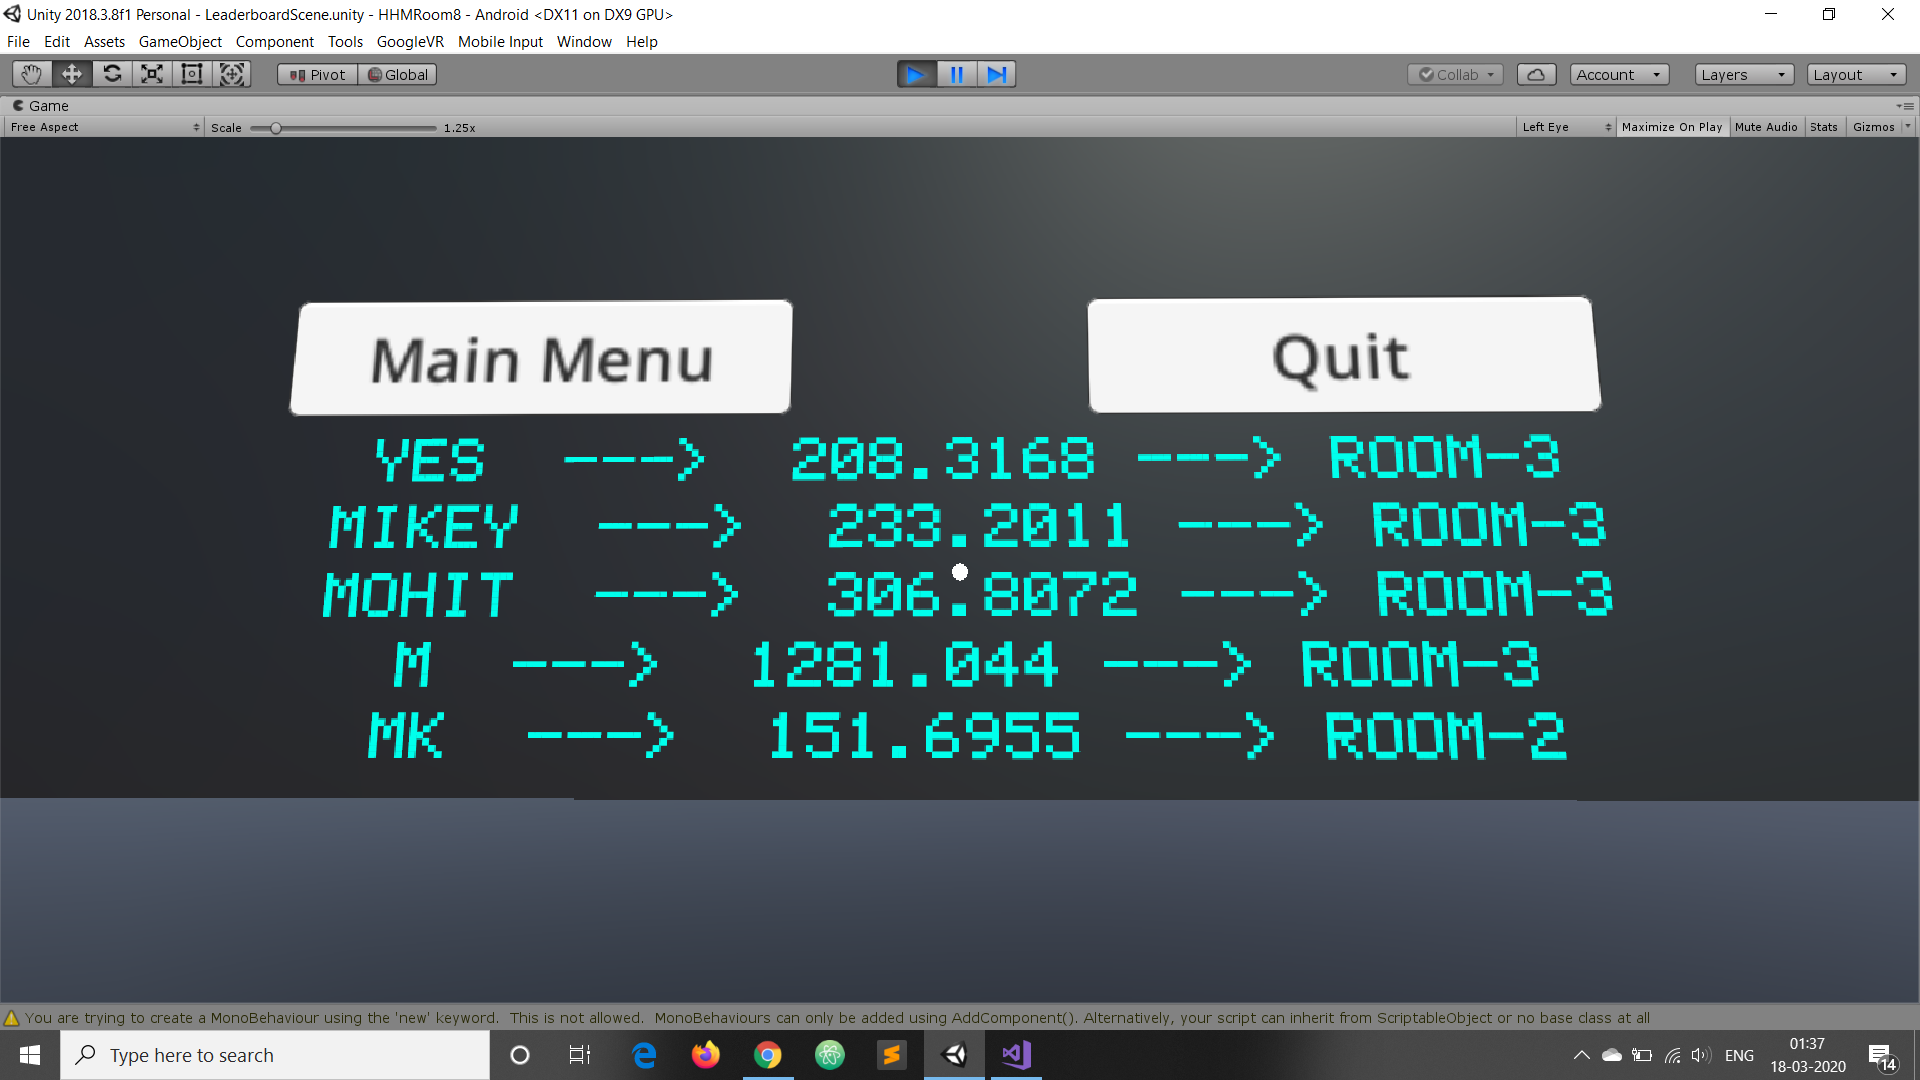 Unity 2018.3.8f1 Personal - LeaderboardScene.unity - HHMRoom8 - Android <DX11 on DX9 GPU>
File Edit Assets GameObject Component Tools GoogleVR Mobile Input Window Help
Pivot Global Collab Account Layers Layout
Game
Free Aspect Scale 1.25x Left Eye Maximize On Play Mute Audio Stats Gizmos
Main Menu Quit
YES ---> 208.3168 ---> ROOM-3
MIKEY ---> 233.2011 ---> ROOM-3
MOHIT ---> 306.8072 ---> ROOM-3
M ---> 1281.044 ---> ROOM-3
MK ---> 151.6955 ---> ROOM-2
You are trying to create a MonoBehaviour using the 'new' keyword. This is not allowed. MonoBehaviours can only be added using AddComponent(). Alternatively, your script can inherit from ScriptableObject or no base class at all
Type here to search ENG 01:37
18-03-2020 14